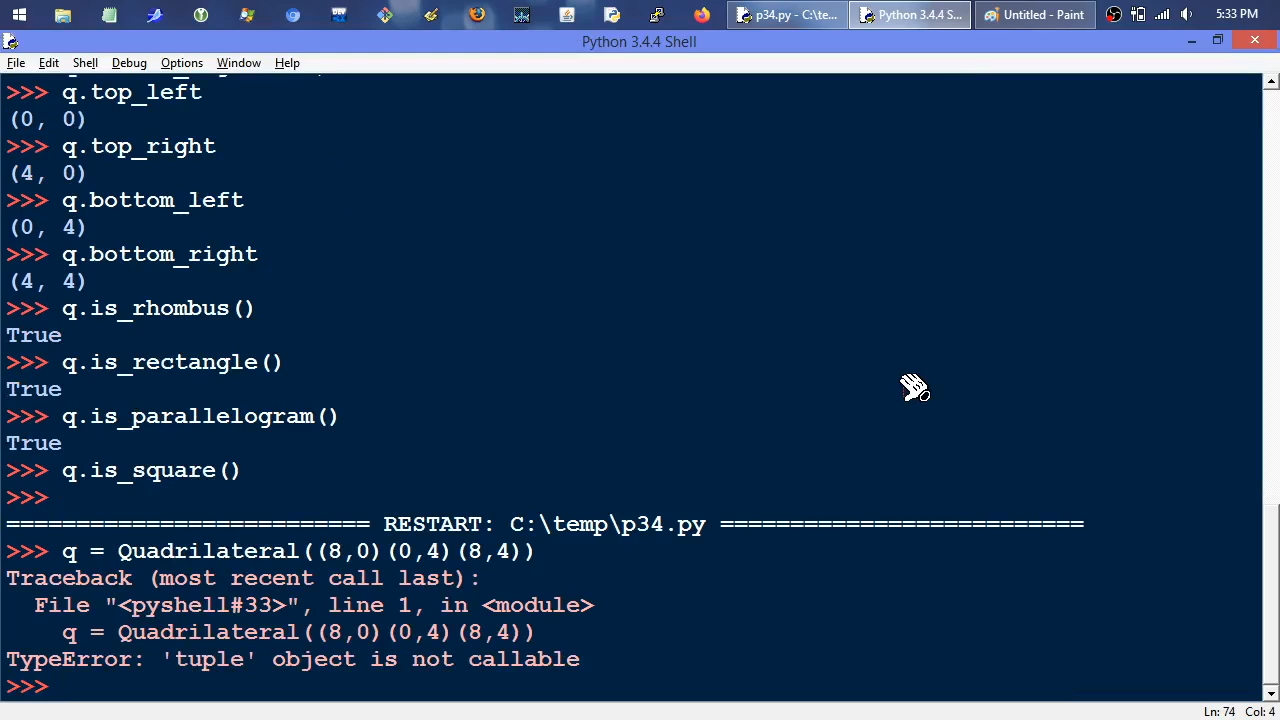 p34.py - C:\te...
Python 3.4.4 S...
Untitled - Paint
5:33 PM
Python 3.4.4 Shell
File Edit Shell Debug Options Window Help
>>> q.top_left
(0, 0)
>>> q.top_right
(4, 0)
>>> q.bottom_left
(0, 4)
>>> q.bottom_right
(4, 4)
>>> q.is_rhombus()
True
>>> q.is_rectangle()
True
>>> q.is_parallelogram()
True
>>> q.is_square()
>>>
========================== RESTART: C:\temp\p34.py ==========================
>>> q = Quadrilateral((8,0)(0,4)(8,4))
Traceback (most recent call last):
  File "<pyshell#33>", line 1, in <module>
    q = Quadrilateral((8,0)(0,4)(8,4))
TypeError: 'tuple' object is not callable
>>>
Ln: 74 Col: 4